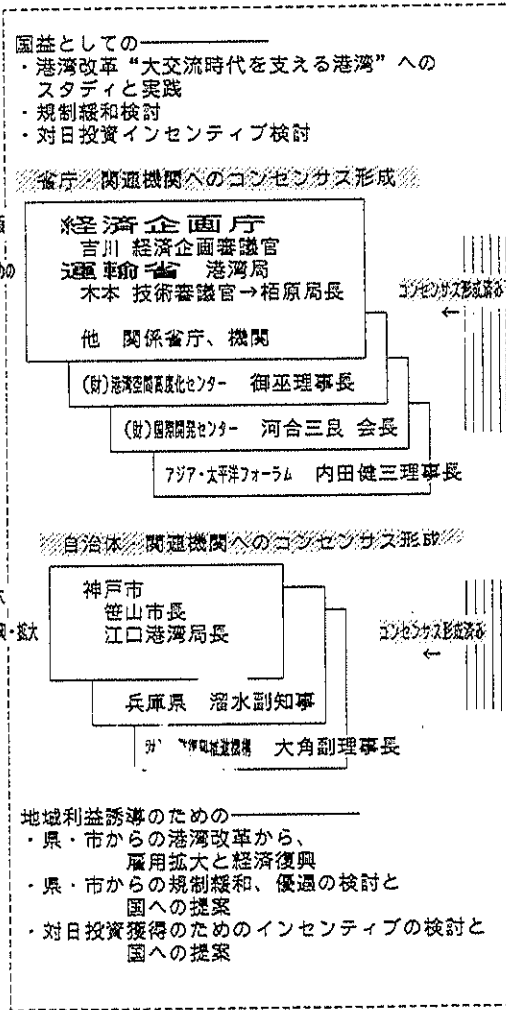 国益としての――――――
・港湾改革“大交流時代を支える港湾”への
スタディと実践
・規制緩和検討
・対日投資インセンティブ検討
省庁・関連機関へのコンセンサス形成
経済企画庁
吉川 経済企画審議官
運輸省 港湾局
木本 技術審議官→栢原局長
他 関係省庁、機関
コンセンサス形成済み
←
(財)港湾空間高度化センター 御巫理事長
(財)国際開発センター 河合三良 会長
アジア・太平洋フォーラム 内田健三理事長
自治体・関連機関へのコンセンサス形成
神戸市
笹山市長
江口港湾局長
コンセンサス形成済み
←
兵庫県 溜水副知事
大角副理事長
地域利益誘導のための――――――
・県・市からの港湾改革から、
雇用拡大と経済復興
・県・市からの規制緩和、優遇の検討と
国への提案
・対日投資獲得のためのインセンティブの検討と
国への提案